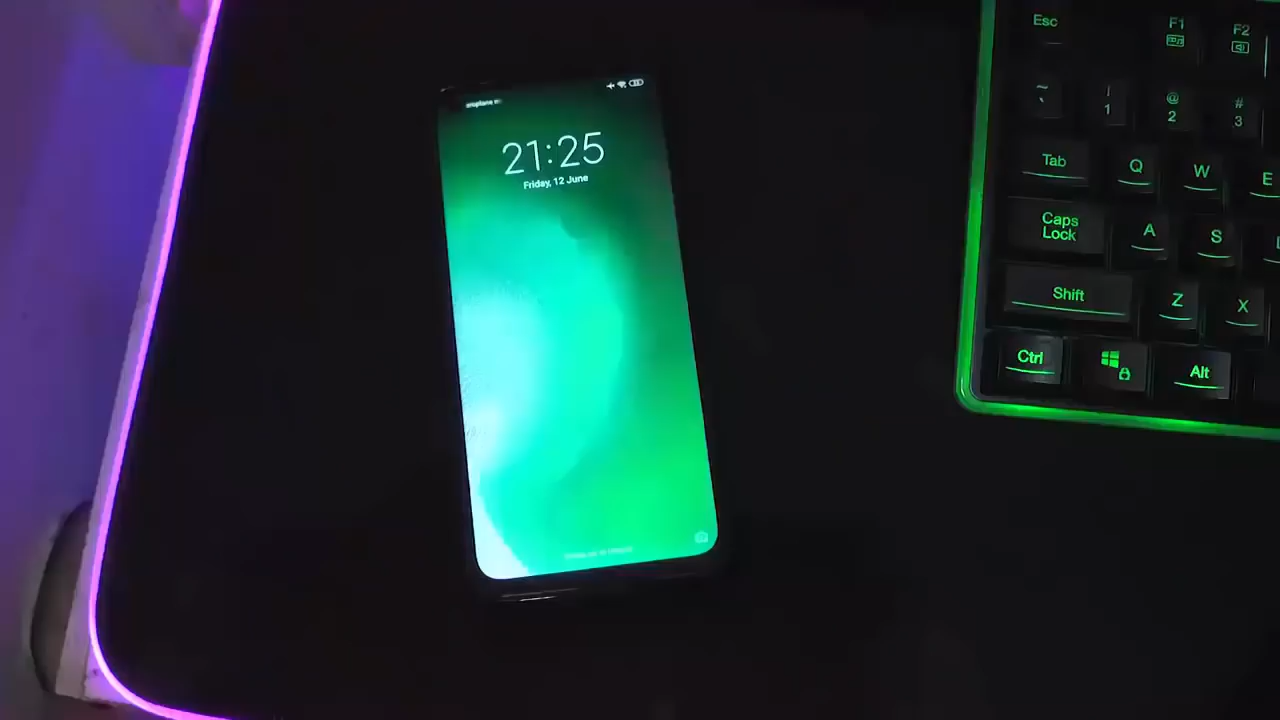 21:25
Friday, 12 June
Esc
F1
F2
~
`
!
1
@
2
#
3
Tab
Q
W
E
Caps
Lock
A
S
Shift
Z
X
Ctrl
Alt